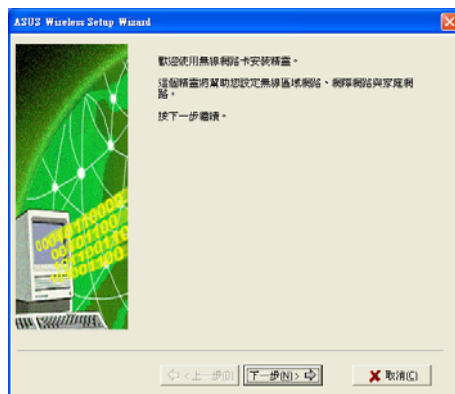 ASUS Wireless Setup Wizard
歡迎使用無線網路卡安裝精靈。
這個精靈將幫助您設定無線區域網路、網際網路與家庭網
路。
按下一步繼續。
<上一步(B) 下一步(N)> 取消(C)